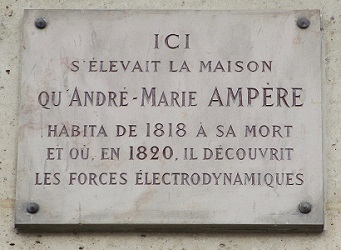 ICI
S'ÉLEVAIT LA MAISON
QU'ANDRÉ-MARIE AMPÈRE
HABITA DE 1818 À SA MORT
ET OÙ, EN 1820, IL DÉCOUVRIT
LES FORCES ÉLECTRODYNAMIQUES